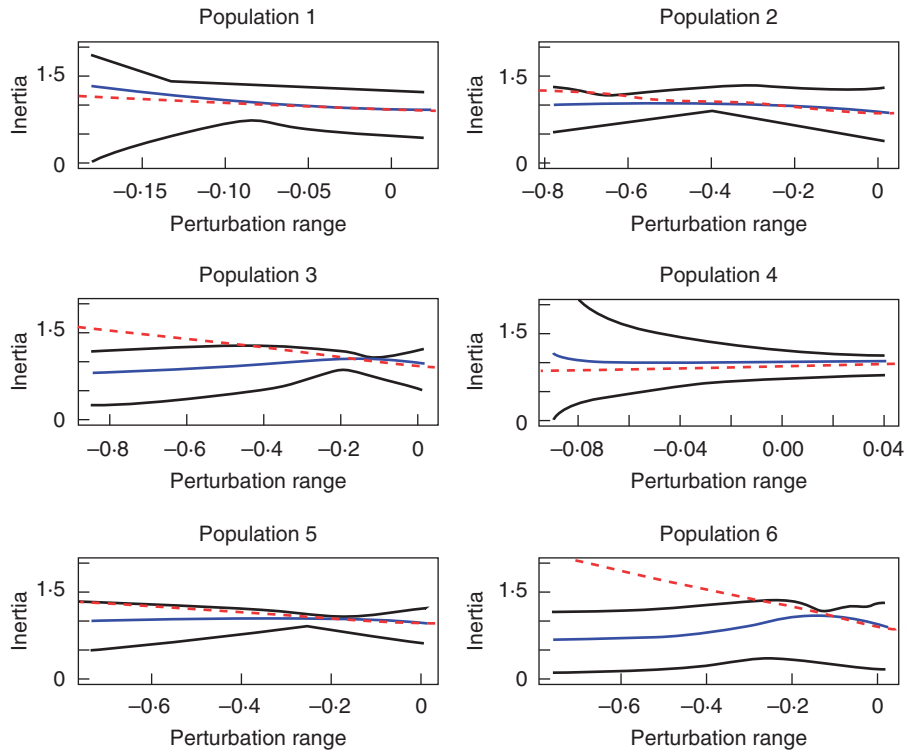 Population 1
Inertia
1·5
0
–0·15
–0·10
–0·05
0
Perturbation range
Population 2
Inertia
1·5
0
–0·8
–0·6
–0·4
–0·2
0
Perturbation range
Population 3
Inertia
1·5
0
–0·8
–0·6
–0·4
–0·2
0
Perturbation range
Population 4
Inertia
1·5
0
–0·08
–0·04
0·00
0·04
Perturbation range
Population 5
Inertia
1·5
0
–0·6
–0·4
–0·2
0
Perturbation range
Population 6
Inertia
1·5
0
–0·6
–0·4
–0·2
0
Perturbation range